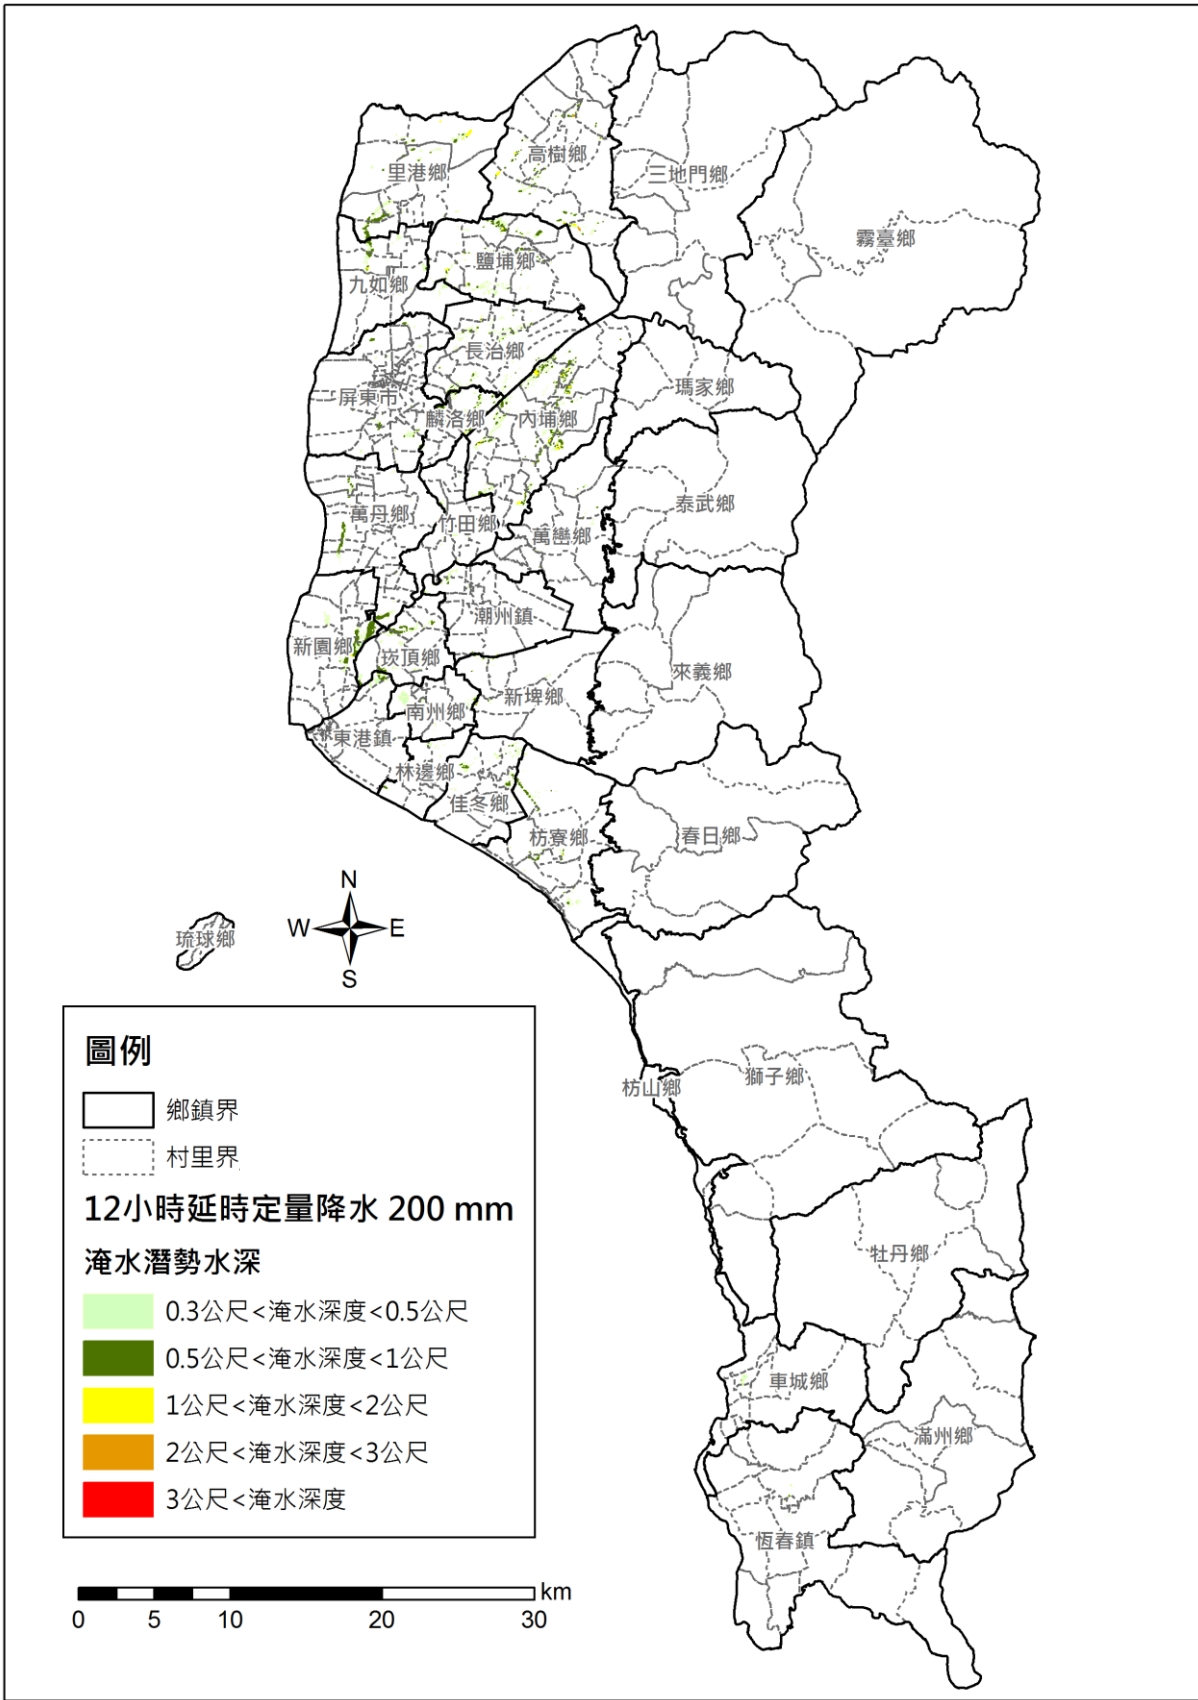 高樹鄉
里港鄉
三地門鄉
霧臺鄉
鹽埔鄉
九如鄉
長治鄉
瑪家鄉
屏東市
麟洛鄉
內埔鄉
泰武鄉
萬丹鄉
竹田鄉
萬巒鄉
潮州鎮
新園鄉
崁頂鄉
來義鄉
新埤鄉
南州鄉
東港鎮
林邊鄉
佳冬鄉
枋寮鄉
春日鄉
琉球鄉
N
W E
S
枋山鄉
獅子鄉
牡丹鄉
車城鄉
滿州鄉
恆春鎮
圖例
鄉鎮界
村里界
12小時延時定量降水 200 mm
淹水潛勢水深
0.3公尺<淹水深度<0.5公尺
0.5公尺<淹水深度<1公尺
1公尺<淹水深度<2公尺
2公尺<淹水深度<3公尺
3公尺<淹水深度
km
0 5 10 20 30